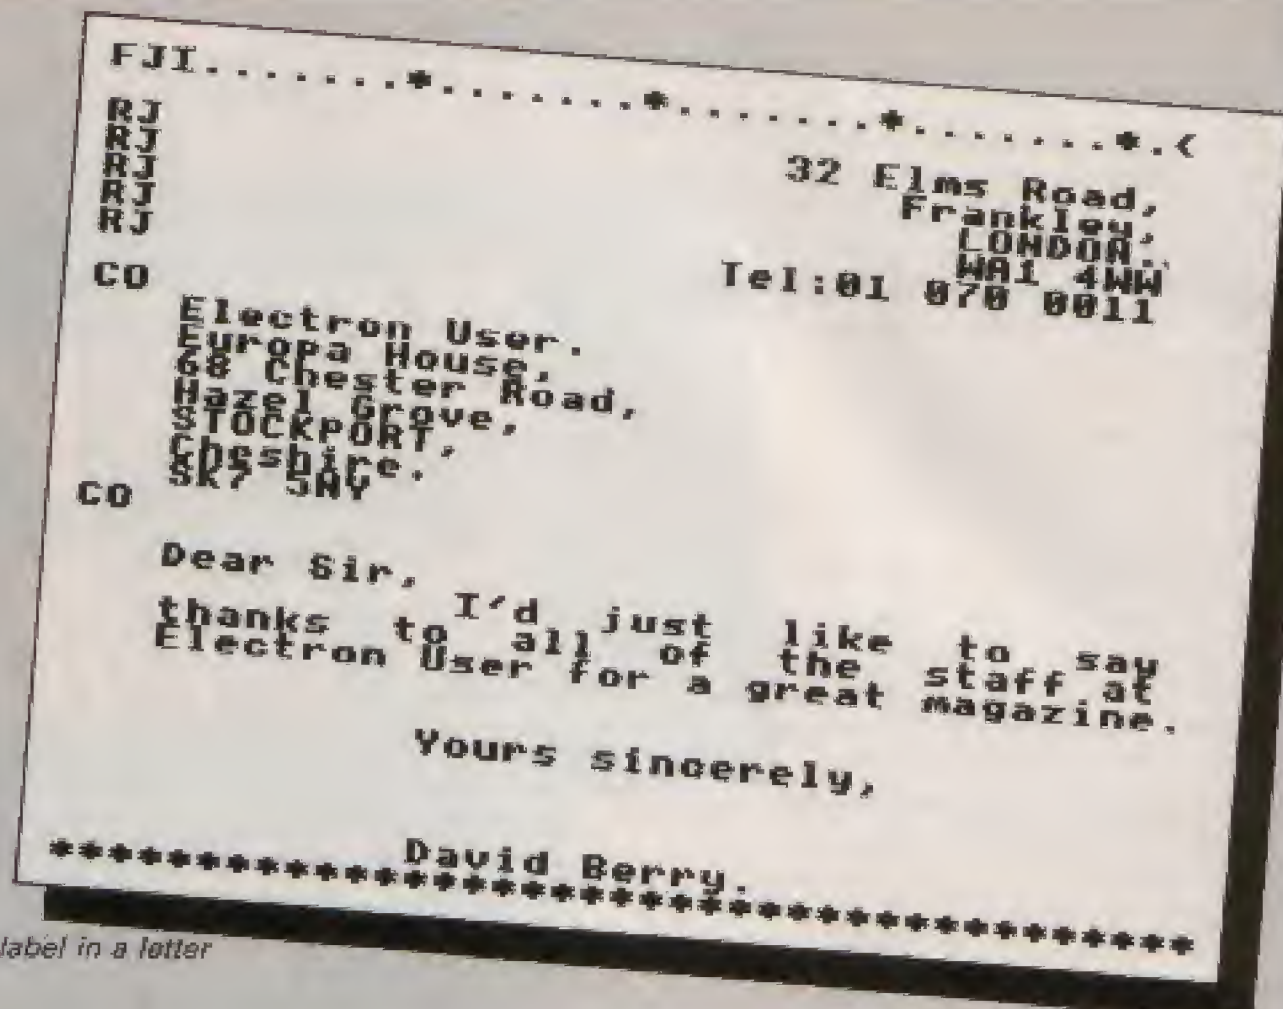 FJI.......*.......*.......*.......*.<
RJ 32 Elms Road,
RJ Frankley,
RJ LONDON.
RJ WA1 4WW
RJ Tel:01 070 0011
CO
Electron User.
Europa House,
68 Chester Road,
Hazel Grove,
STOCKPORT,
Cheshire.
SK7 5NY
CO
Dear Sir,
I'd just like to say
thanks to all of the staff at
Electron User for a great magazine.
Yours sincerely,
David Berry.
***************************************
label in a letter